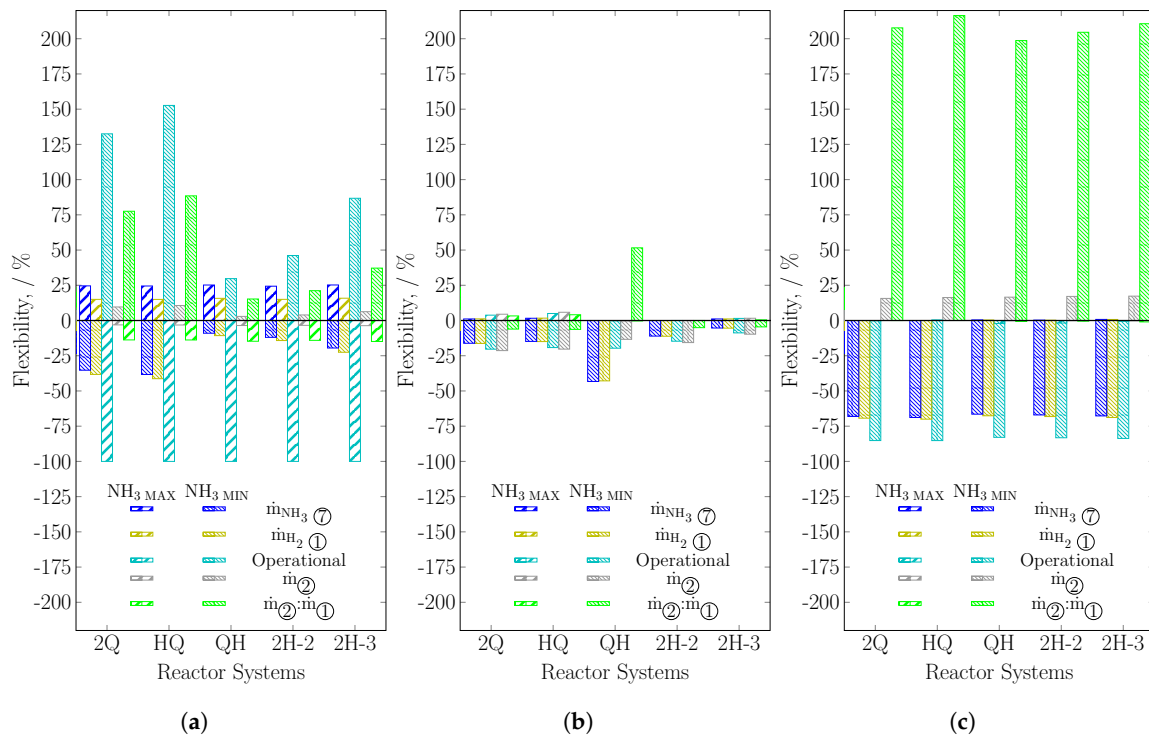 Flexibility, / %
200
175
150
125
100
75
50
25
0
-25
-50
-75
-100
-125
-150
-175
-200
NH3 MAX NH3 MIN
ṁNH3 ⑦
ṁH2 ①
Operational
ṁ②
ṁ②:ṁ①
2Q HQ QH 2H-2 2H-3
Reactor Systems
(a)
Flexibility, / %
200
175
150
125
100
75
50
25
0
-25
-50
-75
-100
-125
-150
-175
-200
NH3 MAX NH3 MIN
ṁNH3 ⑦
ṁH2 ①
Operational
ṁ②
ṁ②:ṁ①
2Q HQ QH 2H-2 2H-3
Reactor Systems
(b)
Flexibility, / %
200
175
150
125
100
75
50
25
0
-25
-50
-75
-100
-125
-150
-175
-200
NH3 MAX NH3 MIN
ṁNH3 ⑦
ṁH2 ①
Operational
ṁ②
ṁ②:ṁ①
2Q HQ QH 2H-2 2H-3
Reactor Systems
(c)